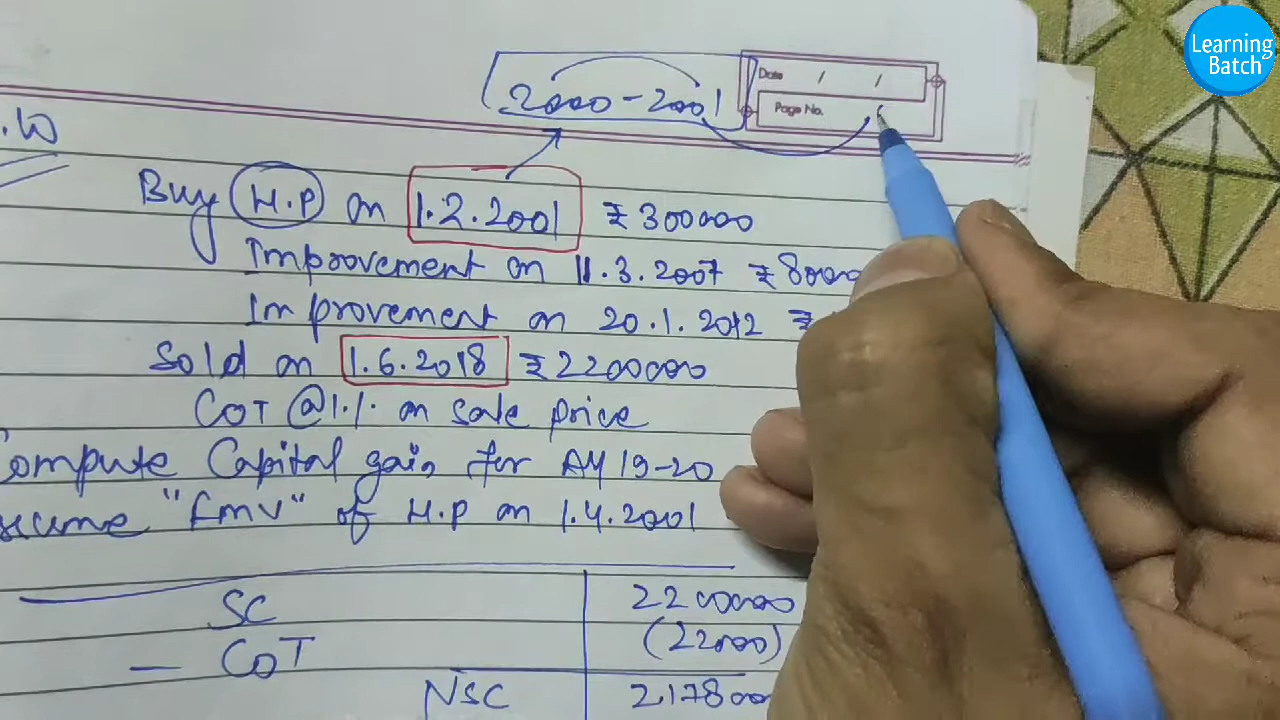 Learning
Batch
2000-2001
Date / /
Page No.
.W
Buy H.P on 1.2.2001 ₹300000
Improvement on 11.3.2007 ₹80000
Improvement on 20.1.2012 ₹
Sold on 1.6.2018 ₹2200000
COT @1% on sale price
Compute Capital gain for AY 19-20
"FMV" of H.P on 1.4.2001
SC 2200000
— COT (22000)
NSC 2178000